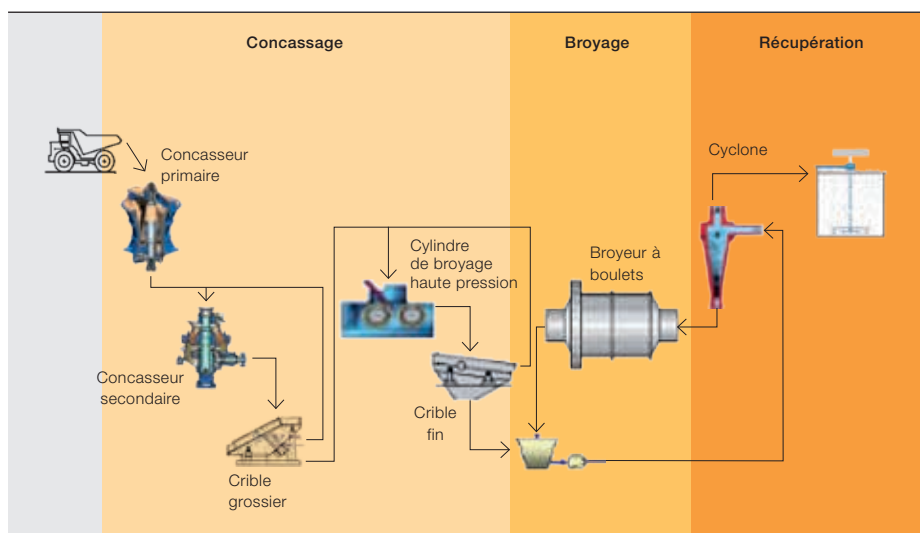 Concassage
Broyage
Récupération
Concasseur
primaire
Cyclone
Cylindre
de broyage
haute pression
Broyeur à
boulets
Concasseur
secondaire
Crible
fin
Crible
grossier